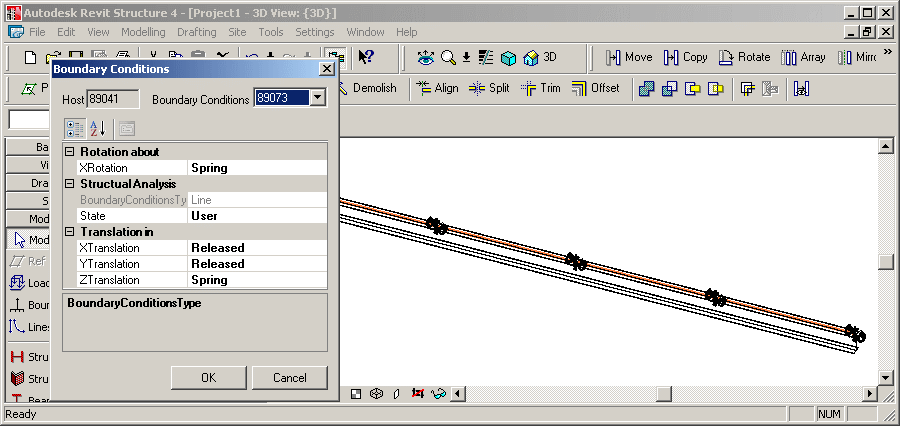 Autodesk Revit Structure 4 - [Project1 - 3D View: {3D}]
File Edit View Modelling Drafting Site Tools Settings Window Help
3D Move Copy Rotate Array Mirr
Demolish Align Split Trim Offset
Boundary Conditions
Host 89041 Boundary Conditions 89073
Rotation about
XRotation Spring
Structural Analysis
BoundaryConditionsTy Line
State User
Translation in
XTranslation Released
YTranslation Released
ZTranslation Spring
BoundaryConditionsType
OK Cancel
Ba
Vi
Dra
S
Mod
Mod
Ref
Load
Boun
Lines
Stru
Stru
Bea
Ready NUM